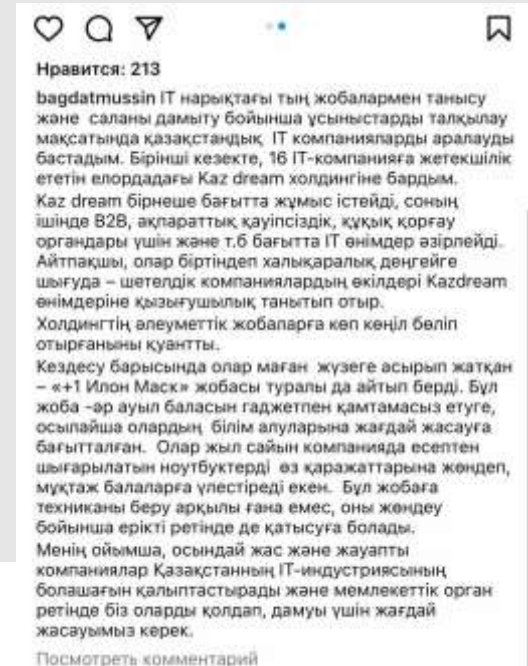 Нравится: 213
bagdatmussin IT нарықтағы тың жобалармен танысу
және саланы дамыту бойынша ұсыныстарды талқылау
мақсатында қазақстандық IT компанияларды аралауды
бастадым. Бірінші кезекте, 16 IT-компанияға жетекшілік
ететін елордадағы Kaz dream холдингіне бардым.
Kaz dream бірнеше бағытта жұмыс істейді, соның
ішінде B2B, ақпараттық қауіпсіздік, құқық қорғау
органдары үшін және т.б бағытта IT өнімдер әзірлейді.
Айтпақшы, олар біртіндеп халықаралық деңгейге
шығуда – шетелдік компаниялардың өкілдері Kazdream
өнімдеріне қызығушылық танытып отыр.
Холдингтің әлеуметтік жобаларға көп көңіл бөліп
отырғаны қуантты.
Кездесу барысында олар маған жүзеге асырып жатқан
– «+1 Илон Маск» жобасы туралы да айтып берді. Бұл
жоба –әр ауыл баласын гаджетпен қамтамасыз етуге,
осылайша олардың білім алуларына жағдай жасауға
бағытталған. Олар жыл сайын компанияда есептен
шығарылатын ноутбуктерді өз қаражаттарына жөндеп,
мұқтаж балаларға үлестіреді екен. Бұл жобаға
техниканы беру арқылы ғана емес, оны жөндеу
бойынша ерікті ретінде де қатысуға болады.
Менің ойымша, осындай жас және жауапты
компаниялар Қазақстанның IT-индустриясының
болашағын қалыптастырады және мемлекеттік орган
ретінде біз оларды қолдап, дамуы үшін жағдай
жасауымыз керек.
Посмотреть комментарий